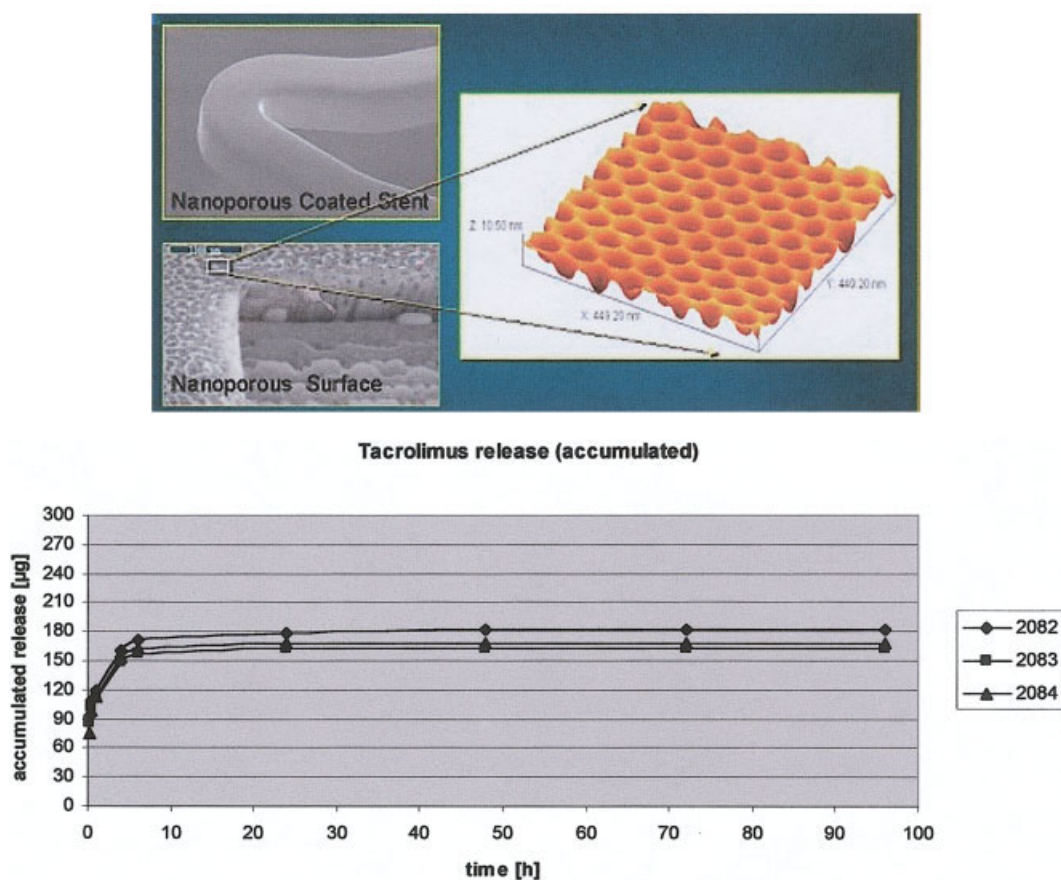 Nanoporous Coated Stent
Nanoporous Surface
Z: 10.50 nm
X: 449.20 nm
Y: 449.20 nm
Tacrolimus release (accumulated)
accumulated release [µg]
300
270
240
210
180
150
120
90
60
30
0
0 10 20 30 40 50 60 70 80 90 100
time [h]
2082
2083
2084